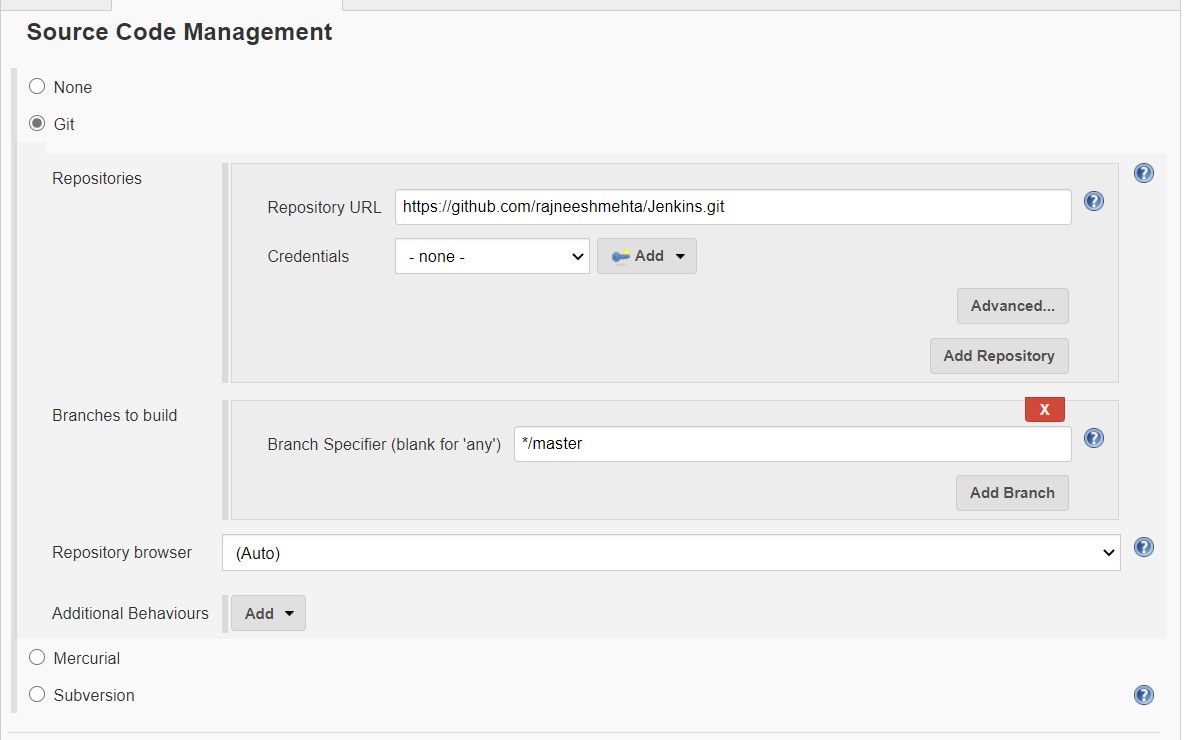 Source Code Management
None
Git
Repositories
Repository URL https://github.com/rajneeshmehta/Jenkins.git
Credentials - none - Add
Advanced...
Add Repository
Branches to build
X
Branch Specifier (blank for 'any') */master
Add Branch
Repository browser (Auto)
Additional Behaviours Add
Mercurial
Subversion